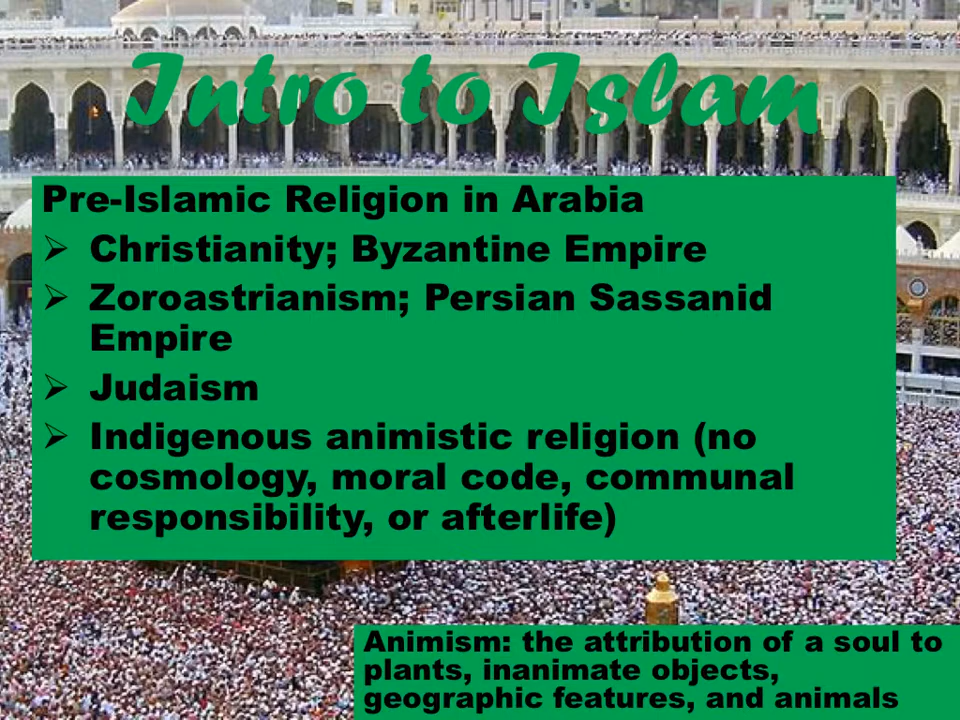 Intro to Islam
Pre-Islamic Religion in Arabia
➢ Christianity; Byzantine Empire
➢ Zoroastrianism; Persian Sassanid
Empire
➢ Judaism
➢ Indigenous animistic religion (no
cosmology, moral code, communal
responsibility, or afterlife)
Animism: the attribution of a soul to
plants, inanimate objects,
geographic features, and animals